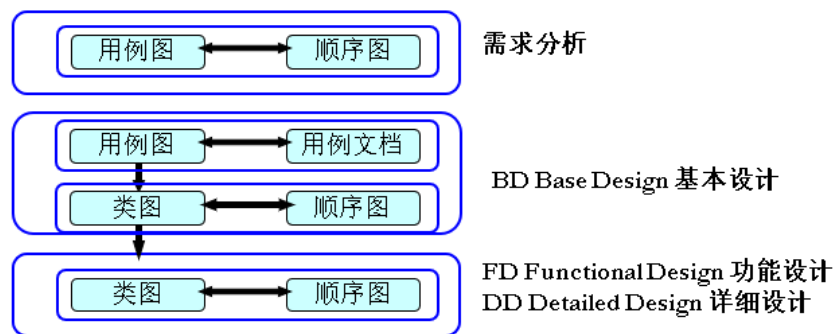 用例图 顺序图 需求分析
用例图 用例文档
BD Base Design 基本设计
类图 顺序图
FD Functional Design 功能设计
类图 顺序图
DD Detailed Design 详细设计